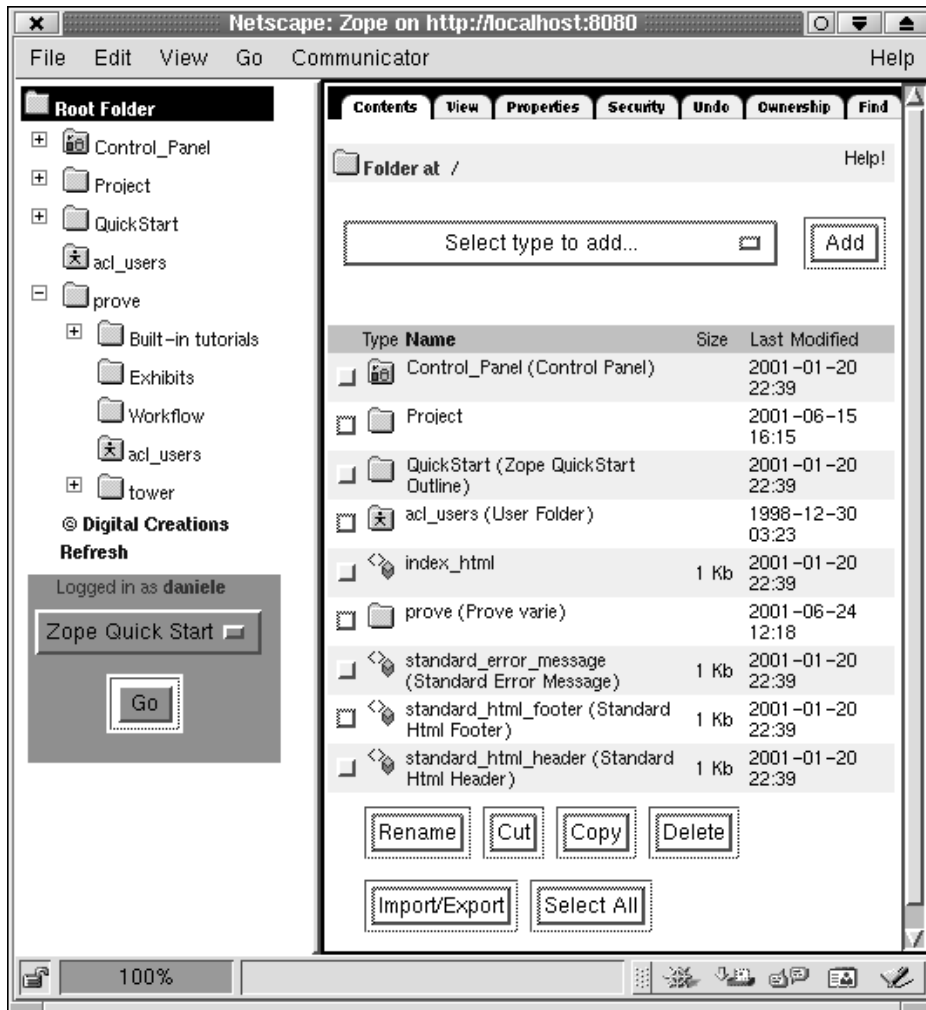 Netscape: Zope on http://localhost:8080
File Edit View Go Communicator Help
Root Folder
Control_Panel
Project
QuickStart
acl_users
prove
Built-in tutorials
Exhibits
Workflow
acl_users
tower
© Digital Creations
Refresh
Logged in as daniele
Zope Quick Start
Go
Contents View Properties Security Undo Ownership Find
Folder at / Help!
Select type to add... Add
Type Name Size Last Modified
Control_Panel (Control Panel) 2001-01-20
22:39
Project 2001-06-15
16:15
QuickStart (Zope QuickStart 2001-01-20
Outline) 22:39
acl_users (User Folder) 1998-12-30
03:23
index_html 1 Kb 2001-01-20
22:39
prove (Prove varie) 2001-06-24
12:18
standard_error_message 1 Kb 2001-01-20
(Standard Error Message) 22:39
standard_html_footer (Standard 1 Kb 2001-01-20
Html Footer) 22:39
standard_html_header (Standard 1 Kb 2001-01-20
Html Header) 22:39
Rename Cut Copy Delete
Import/Export Select All
100%